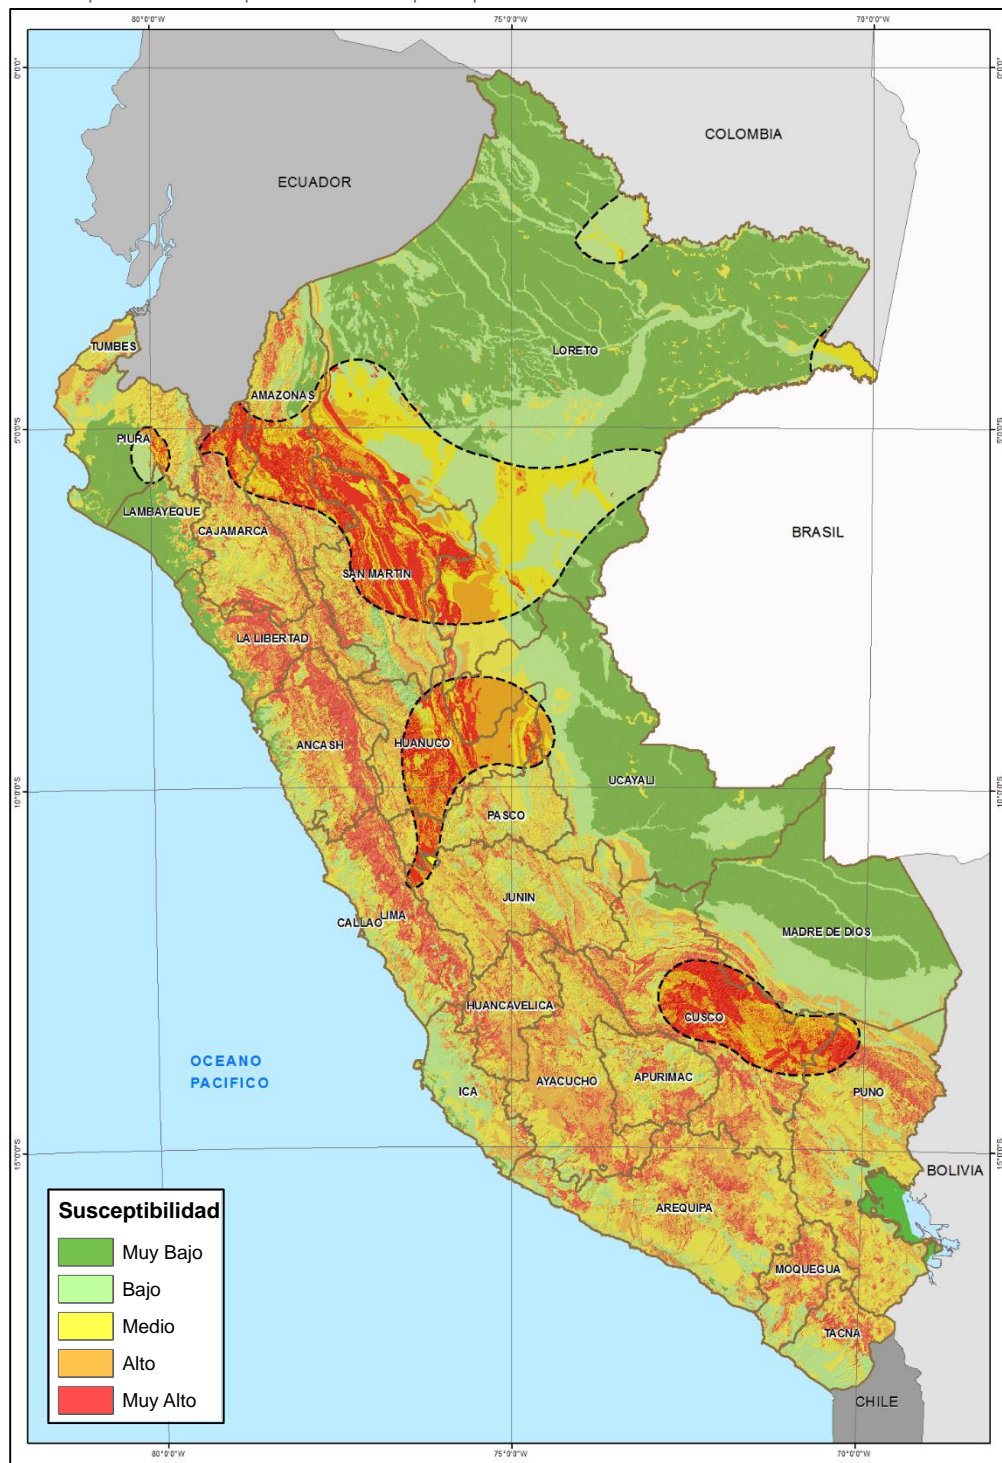 80°0'0"W
75°0'0"W
70°0'0"W
0°0'0"
0°0'0"
COLOMBIA
ECUADOR
TUMBES
LORETO
AMAZONAS
5°0'0"S
5°0'0"S
PIURA
LAMBAYEQUE
CAJAMARCA
BRASIL
SAN MARTIN
LA LIBERTAD
ANCASH
HUANUCO
UCAYALI
10°0'0"S
10°0'0"S
PASCO
JUNIN
LIMA
CALLAO
MADRE DE DIOS
HUANCAVELICA
CUSCO
OCEANO
PACIFICO
ICA
AYACUCHO
APURIMAC
PUNO
15°0'0"S
15°0'0"S
BOLIVIA
AREQUIPA
MOQUEGUA
TACNA
CHILE
Susceptibilidad
Muy Bajo
Bajo
Medio
Alto
Muy Alto
80°0'0"W
75°0'0"W
70°0'0"W